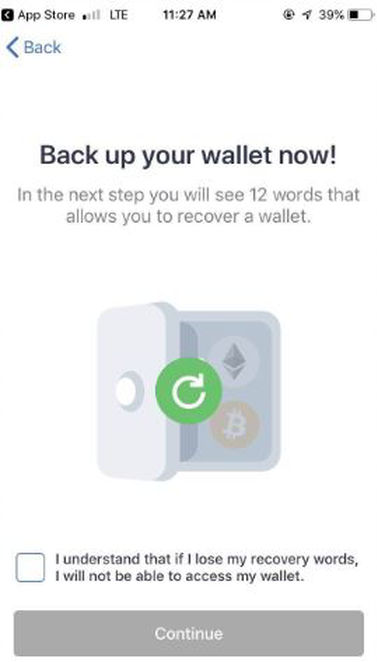 App Store LTE 11:27 AM 39%
Back
Back up your wallet now!
In the next step you will see 12 words that
allows you to recover a wallet.
I understand that if I lose my recovery words,
I will not be able to access my wallet.
Continue